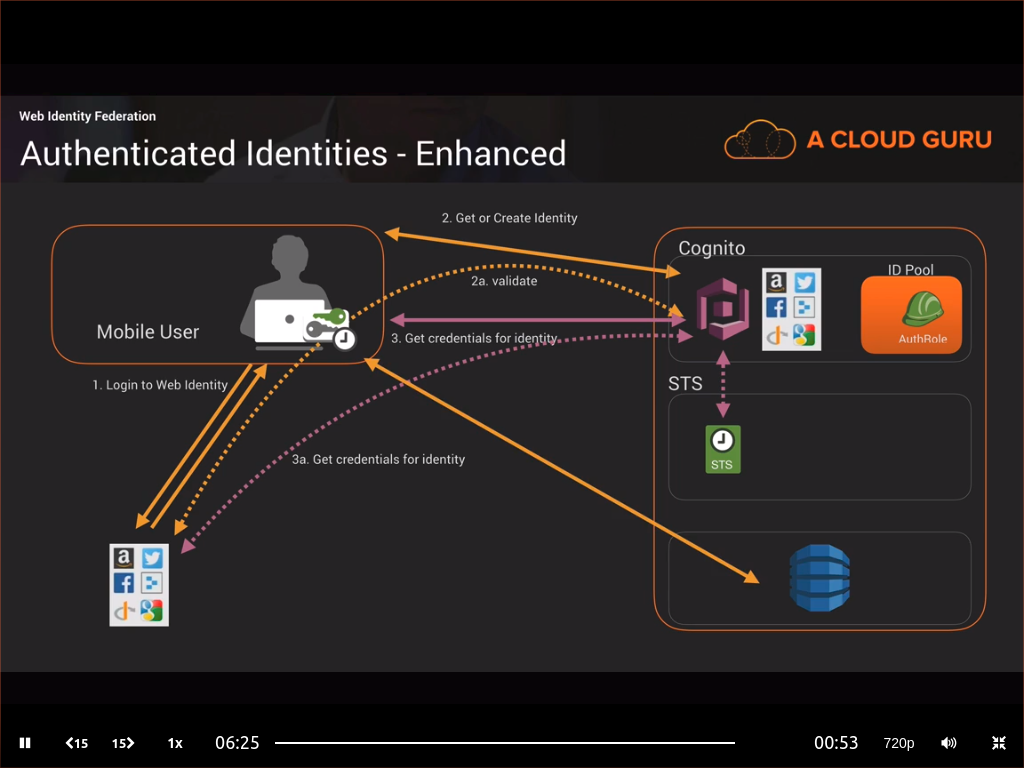 Web Identity Federation
Authenticated Identities - Enhanced
A CLOUD GURU
2. Get or Create Identity
Cognito
ID Pool
2a. validate
AuthRole
Mobile User
3. Get credentials for identity
1. Login to Web Identity
STS
STS
3a. Get credentials for identity
15
15
1x
06:25
00:53
720p